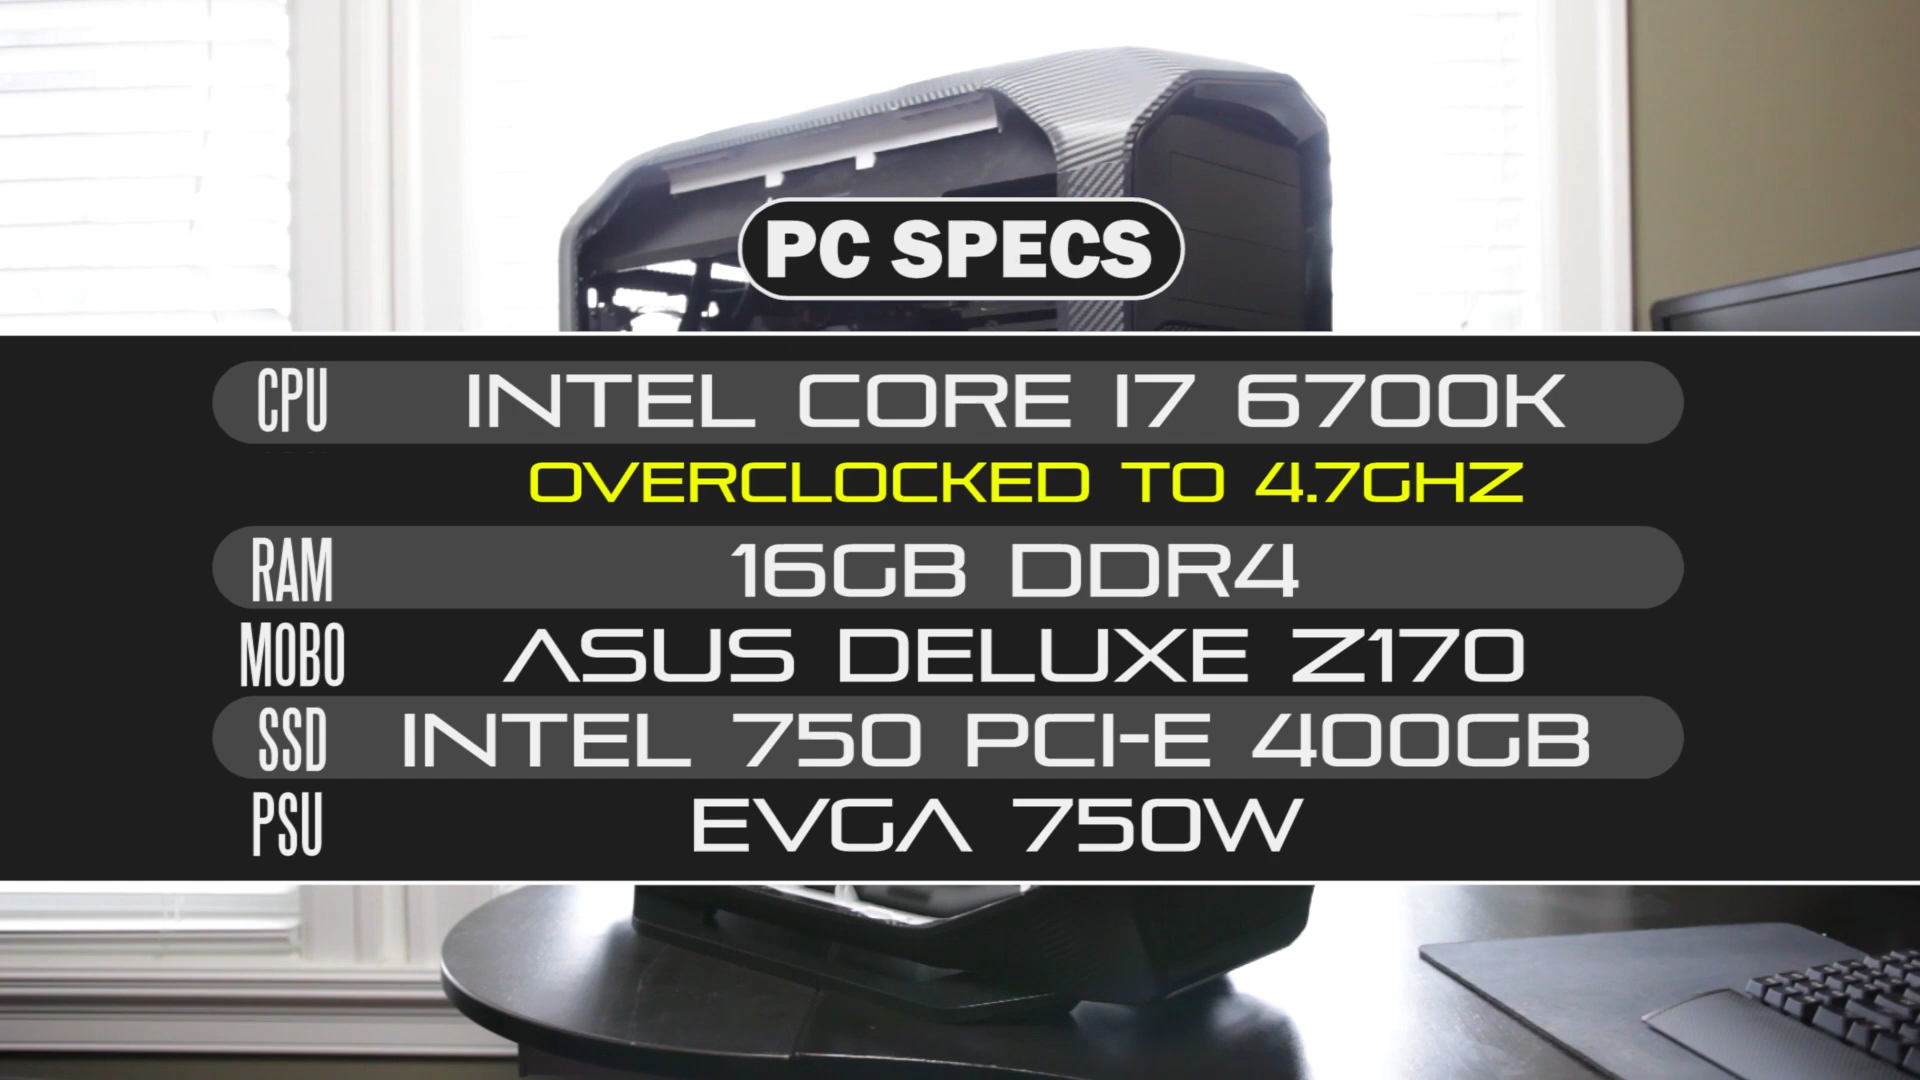 PC SPECS
CPU INTEL CORE I7 6700K
OVERCLOCKED TO 4.7GHZ
RAM 16GB DDR4
MOBO ASUS DELUXE Z170
SSD INTEL 750 PCI-E 400GB
PSU EVGA 750W